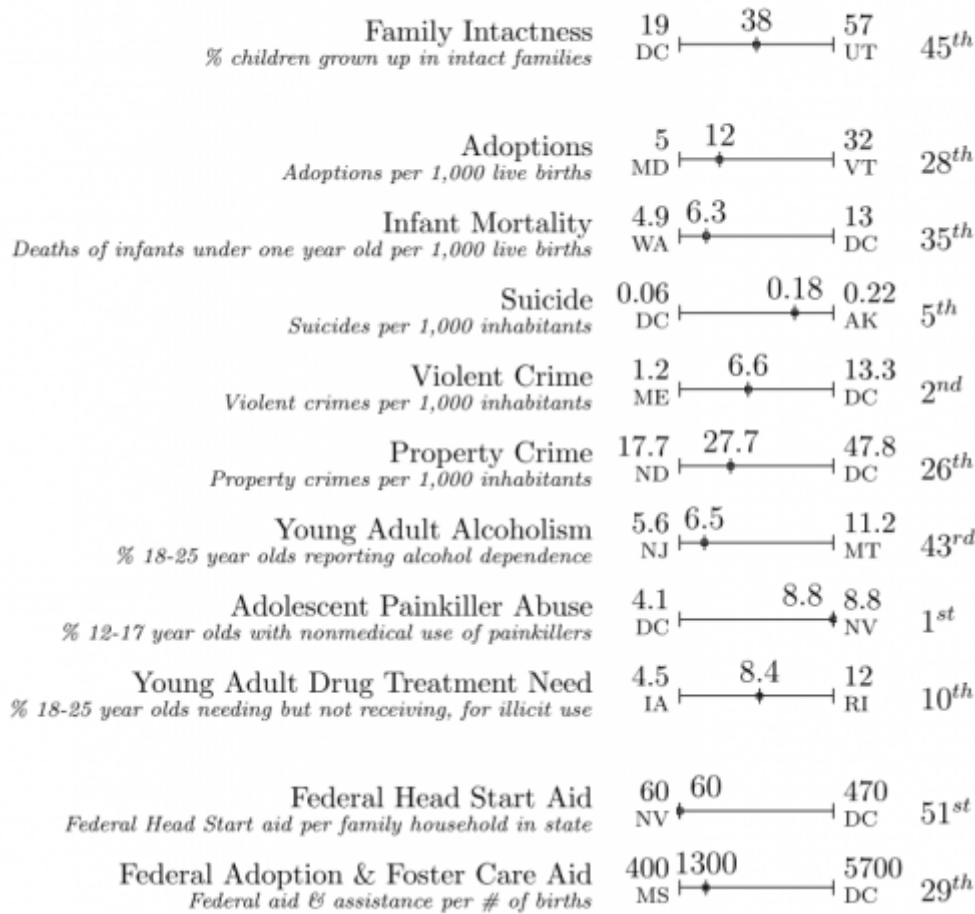 Family Intactness 19 38 57
% children grown up in intact families DC UT 45th
Adoptions 5 12 32
Adoptions per 1,000 live births MD VT 28th
Infant Mortality 4.9 6.3 13
Deaths of infants under one year old per 1,000 live births WA DC 35th
Suicide 0.06 0.18 0.22
Suicides per 1,000 inhabitants DC AK 5th
Violent Crime 1.2 6.6 13.3
Violent crimes per 1,000 inhabitants ME DC 2nd
Property Crime 17.7 27.7 47.8
Property crimes per 1,000 inhabitants ND DC 26th
Young Adult Alcoholism 5.6 6.5 11.2
% 18-25 year olds reporting alcohol dependence NJ MT 43rd
Adolescent Painkiller Abuse 4.1 8.8 8.8
% 12-17 year olds with nonmedical use of painkillers DC NV 1st
Young Adult Drug Treatment Need 4.5 8.4 12
% 18-25 year olds needing but not receiving, for illicit use IA RI 10th
Federal Head Start Aid 60 60 470
Federal Head Start aid per family household in state NV DC 51st
Federal Adoption & Foster Care Aid 400 1300 5700
Federal aid & assistance per # of births MS DC 29th